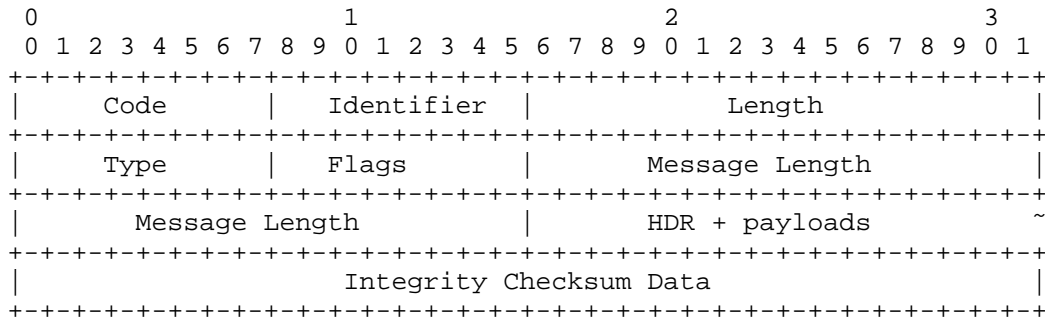 0                   1                   2                   3
 0 1 2 3 4 5 6 7 8 9 0 1 2 3 4 5 6 7 8 9 0 1 2 3 4 5 6 7 8 9 0 1
+-+-+-+-+-+-+-+-+-+-+-+-+-+-+-+-+-+-+-+-+-+-+-+-+-+-+-+-+-+-+-+-+
|     Code      |   Identifier  |            Length             |
+-+-+-+-+-+-+-+-+-+-+-+-+-+-+-+-+-+-+-+-+-+-+-+-+-+-+-+-+-+-+-+-+
|     Type      |   Flags       |       Message Length          |
+-+-+-+-+-+-+-+-+-+-+-+-+-+-+-+-+-+-+-+-+-+-+-+-+-+-+-+-+-+-+-+-+
|       Message Length          |       HDR + payloads          ~
+-+-+-+-+-+-+-+-+-+-+-+-+-+-+-+-+-+-+-+-+-+-+-+-+-+-+-+-+-+-+-+-+
|                    Integrity Checksum Data                    |
+-+-+-+-+-+-+-+-+-+-+-+-+-+-+-+-+-+-+-+-+-+-+-+-+-+-+-+-+-+-+-+-+